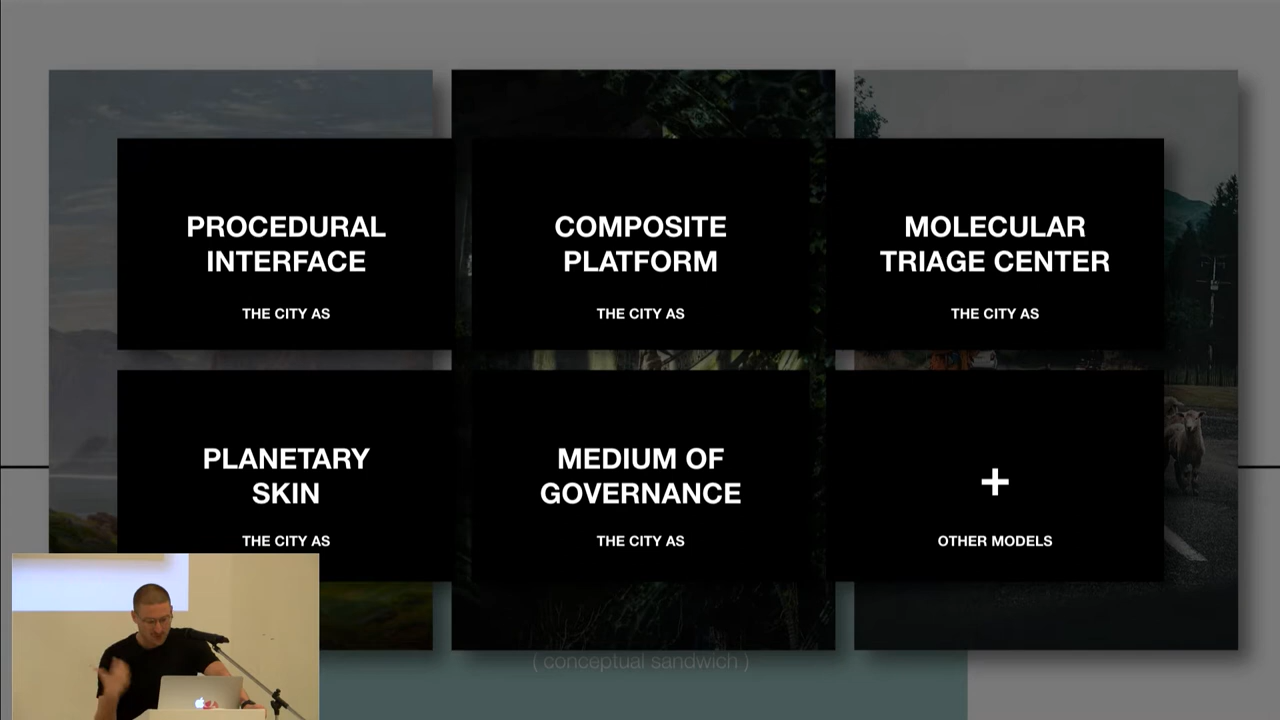 PROCEDURAL
INTERFACE
THE CITY AS
COMPOSITE
PLATFORM
THE CITY AS
MOLECULAR
TRIAGE CENTER
THE CITY AS
PLANETARY
SKIN
THE CITY AS
MEDIUM OF
GOVERNANCE
THE CITY AS
+
OTHER MODELS
( conceptual sandwich )